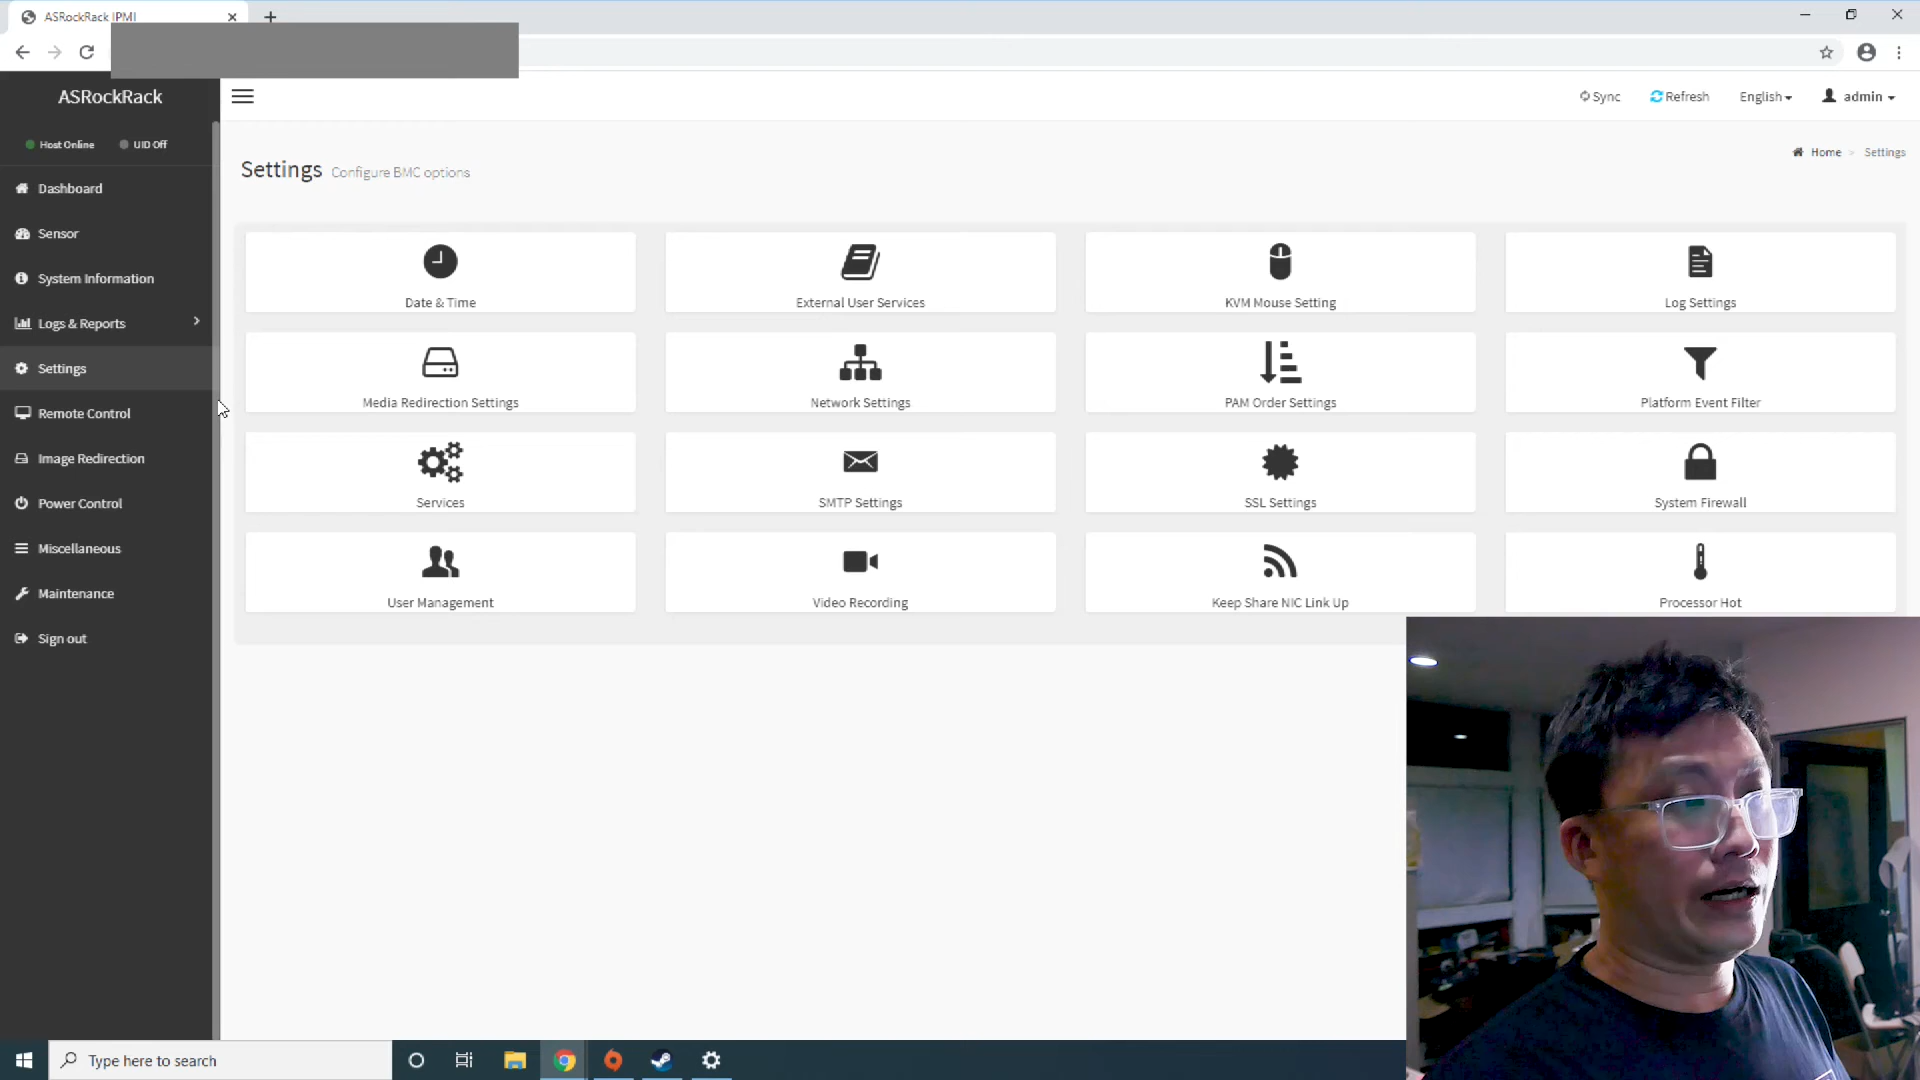 ASRockRack IPMI
ASRockRack
Sync
Refresh
English
admin
Host Online
UID Off
Settings Configure BMC options
Home > Settings
Dashboard
Sensor
System Information
Logs & Reports
Settings
Remote Control
Image Redirection
Power Control
Miscellaneous
Maintenance
Sign out
Date & Time
External User Services
KVM Mouse Setting
Log Settings
Media Redirection Settings
Network Settings
PAM Order Settings
Platform Event Filter
Services
SMTP Settings
SSL Settings
System Firewall
User Management
Video Recording
Keep Share NIC Link Up
Processor Hot
Type here to search